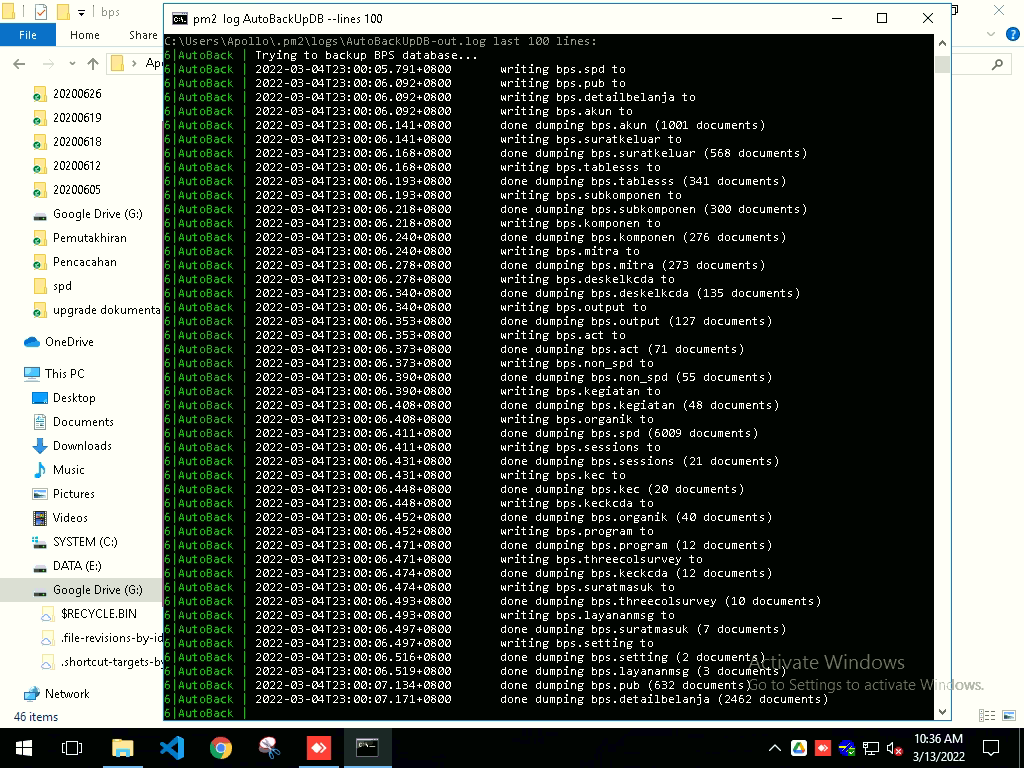 bps
pm2 log AutoBackUpDB --lines 100
File
Home
Share
20200626
20200619
20200618
20200612
20200605
Google Drive (G:)
Pemutakhiran
Pencacahan
spd
upgrade dokumenta
OneDrive
This PC
Desktop
Documents
Downloads
Music
Pictures
Videos
SYSTEM (C:)
DATA (E:)
Google Drive (G:)
$RECYCLE.BIN
.file-revisions-by-id
.shortcut-targets-by
Network
46 items
C:\Users\Apollo\.pm2\logs\AutoBackUpDB-out.log last 100 lines:
6|AutoBack | Trying to backup BPS database...
6|AutoBack | 2022-03-04T23:00:05.791+0800 writing bps.spd to
6|AutoBack | 2022-03-04T23:00:06.092+0800 writing bps.pub to
6|AutoBack | 2022-03-04T23:00:06.092+0800 writing bps.detailbelanja to
6|AutoBack | 2022-03-04T23:00:06.092+0800 writing bps.akun to
6|AutoBack | 2022-03-04T23:00:06.141+0800 done dumping bps.akun (1001 documents)
6|AutoBack | 2022-03-04T23:00:06.141+0800 writing bps.suratkeluar to
6|AutoBack | 2022-03-04T23:00:06.168+0800 done dumping bps.suratkeluar (568 documents)
6|AutoBack | 2022-03-04T23:00:06.168+0800 writing bps.tablesss to
6|AutoBack | 2022-03-04T23:00:06.193+0800 done dumping bps.tablesss (341 documents)
6|AutoBack | 2022-03-04T23:00:06.193+0800 writing bps.subkomponen to
6|AutoBack | 2022-03-04T23:00:06.218+0800 done dumping bps.subkomponen (300 documents)
6|AutoBack | 2022-03-04T23:00:06.218+0800 writing bps.komponen to
6|AutoBack | 2022-03-04T23:00:06.240+0800 done dumping bps.komponen (276 documents)
6|AutoBack | 2022-03-04T23:00:06.240+0800 writing bps.mitra to
6|AutoBack | 2022-03-04T23:00:06.278+0800 done dumping bps.mitra (273 documents)
6|AutoBack | 2022-03-04T23:00:06.278+0800 writing bps.deskelkcda to
6|AutoBack | 2022-03-04T23:00:06.340+0800 done dumping bps.deskelkcda (135 documents)
6|AutoBack | 2022-03-04T23:00:06.340+0800 writing bps.output to
6|AutoBack | 2022-03-04T23:00:06.353+0800 done dumping bps.output (127 documents)
6|AutoBack | 2022-03-04T23:00:06.353+0800 writing bps.act to
6|AutoBack | 2022-03-04T23:00:06.373+0800 done dumping bps.act (71 documents)
6|AutoBack | 2022-03-04T23:00:06.373+0800 writing bps.non_spd to
6|AutoBack | 2022-03-04T23:00:06.390+0800 done dumping bps.non_spd (55 documents)
6|AutoBack | 2022-03-04T23:00:06.390+0800 writing bps.kegiatan to
6|AutoBack | 2022-03-04T23:00:06.408+0800 done dumping bps.kegiatan (48 documents)
6|AutoBack | 2022-03-04T23:00:06.408+0800 writing bps.organik to
6|AutoBack | 2022-03-04T23:00:06.411+0800 done dumping bps.spd (6009 documents)
6|AutoBack | 2022-03-04T23:00:06.411+0800 writing bps.sessions to
6|AutoBack | 2022-03-04T23:00:06.431+0800 done dumping bps.sessions (21 documents)
6|AutoBack | 2022-03-04T23:00:06.431+0800 writing bps.kec to
6|AutoBack | 2022-03-04T23:00:06.448+0800 done dumping bps.kec (20 documents)
6|AutoBack | 2022-03-04T23:00:06.448+0800 writing bps.keckcda to
6|AutoBack | 2022-03-04T23:00:06.452+0800 done dumping bps.organik (40 documents)
6|AutoBack | 2022-03-04T23:00:06.452+0800 writing bps.program to
6|AutoBack | 2022-03-04T23:00:06.471+0800 done dumping bps.program (12 documents)
6|AutoBack | 2022-03-04T23:00:06.471+0800 writing bps.threecolsurvey to
6|AutoBack | 2022-03-04T23:00:06.474+0800 done dumping bps.keckcda (12 documents)
6|AutoBack | 2022-03-04T23:00:06.474+0800 writing bps.suratmasuk to
6|AutoBack | 2022-03-04T23:00:06.493+0800 done dumping bps.threecolsurvey (10 documents)
6|AutoBack | 2022-03-04T23:00:06.493+0800 writing bps.layananmsg to
6|AutoBack | 2022-03-04T23:00:06.497+0800 done dumping bps.suratmasuk (7 documents)
6|AutoBack | 2022-03-04T23:00:06.497+0800 writing bps.setting to
6|AutoBack | 2022-03-04T23:00:06.516+0800 done dumping bps.setting (2 documents)
6|AutoBack | 2022-03-04T23:00:06.519+0800 done dumping bps.layananmsg (3 documents)
6|AutoBack | 2022-03-04T23:00:07.134+0800 done dumping bps.pub (632 documents)
6|AutoBack | 2022-03-04T23:00:07.171+0800 done dumping bps.detailbelanja (2462 documents)
6|AutoBack |
Activate Windows
Go to Settings to activate Windows.
10:36 AM
3/13/2022